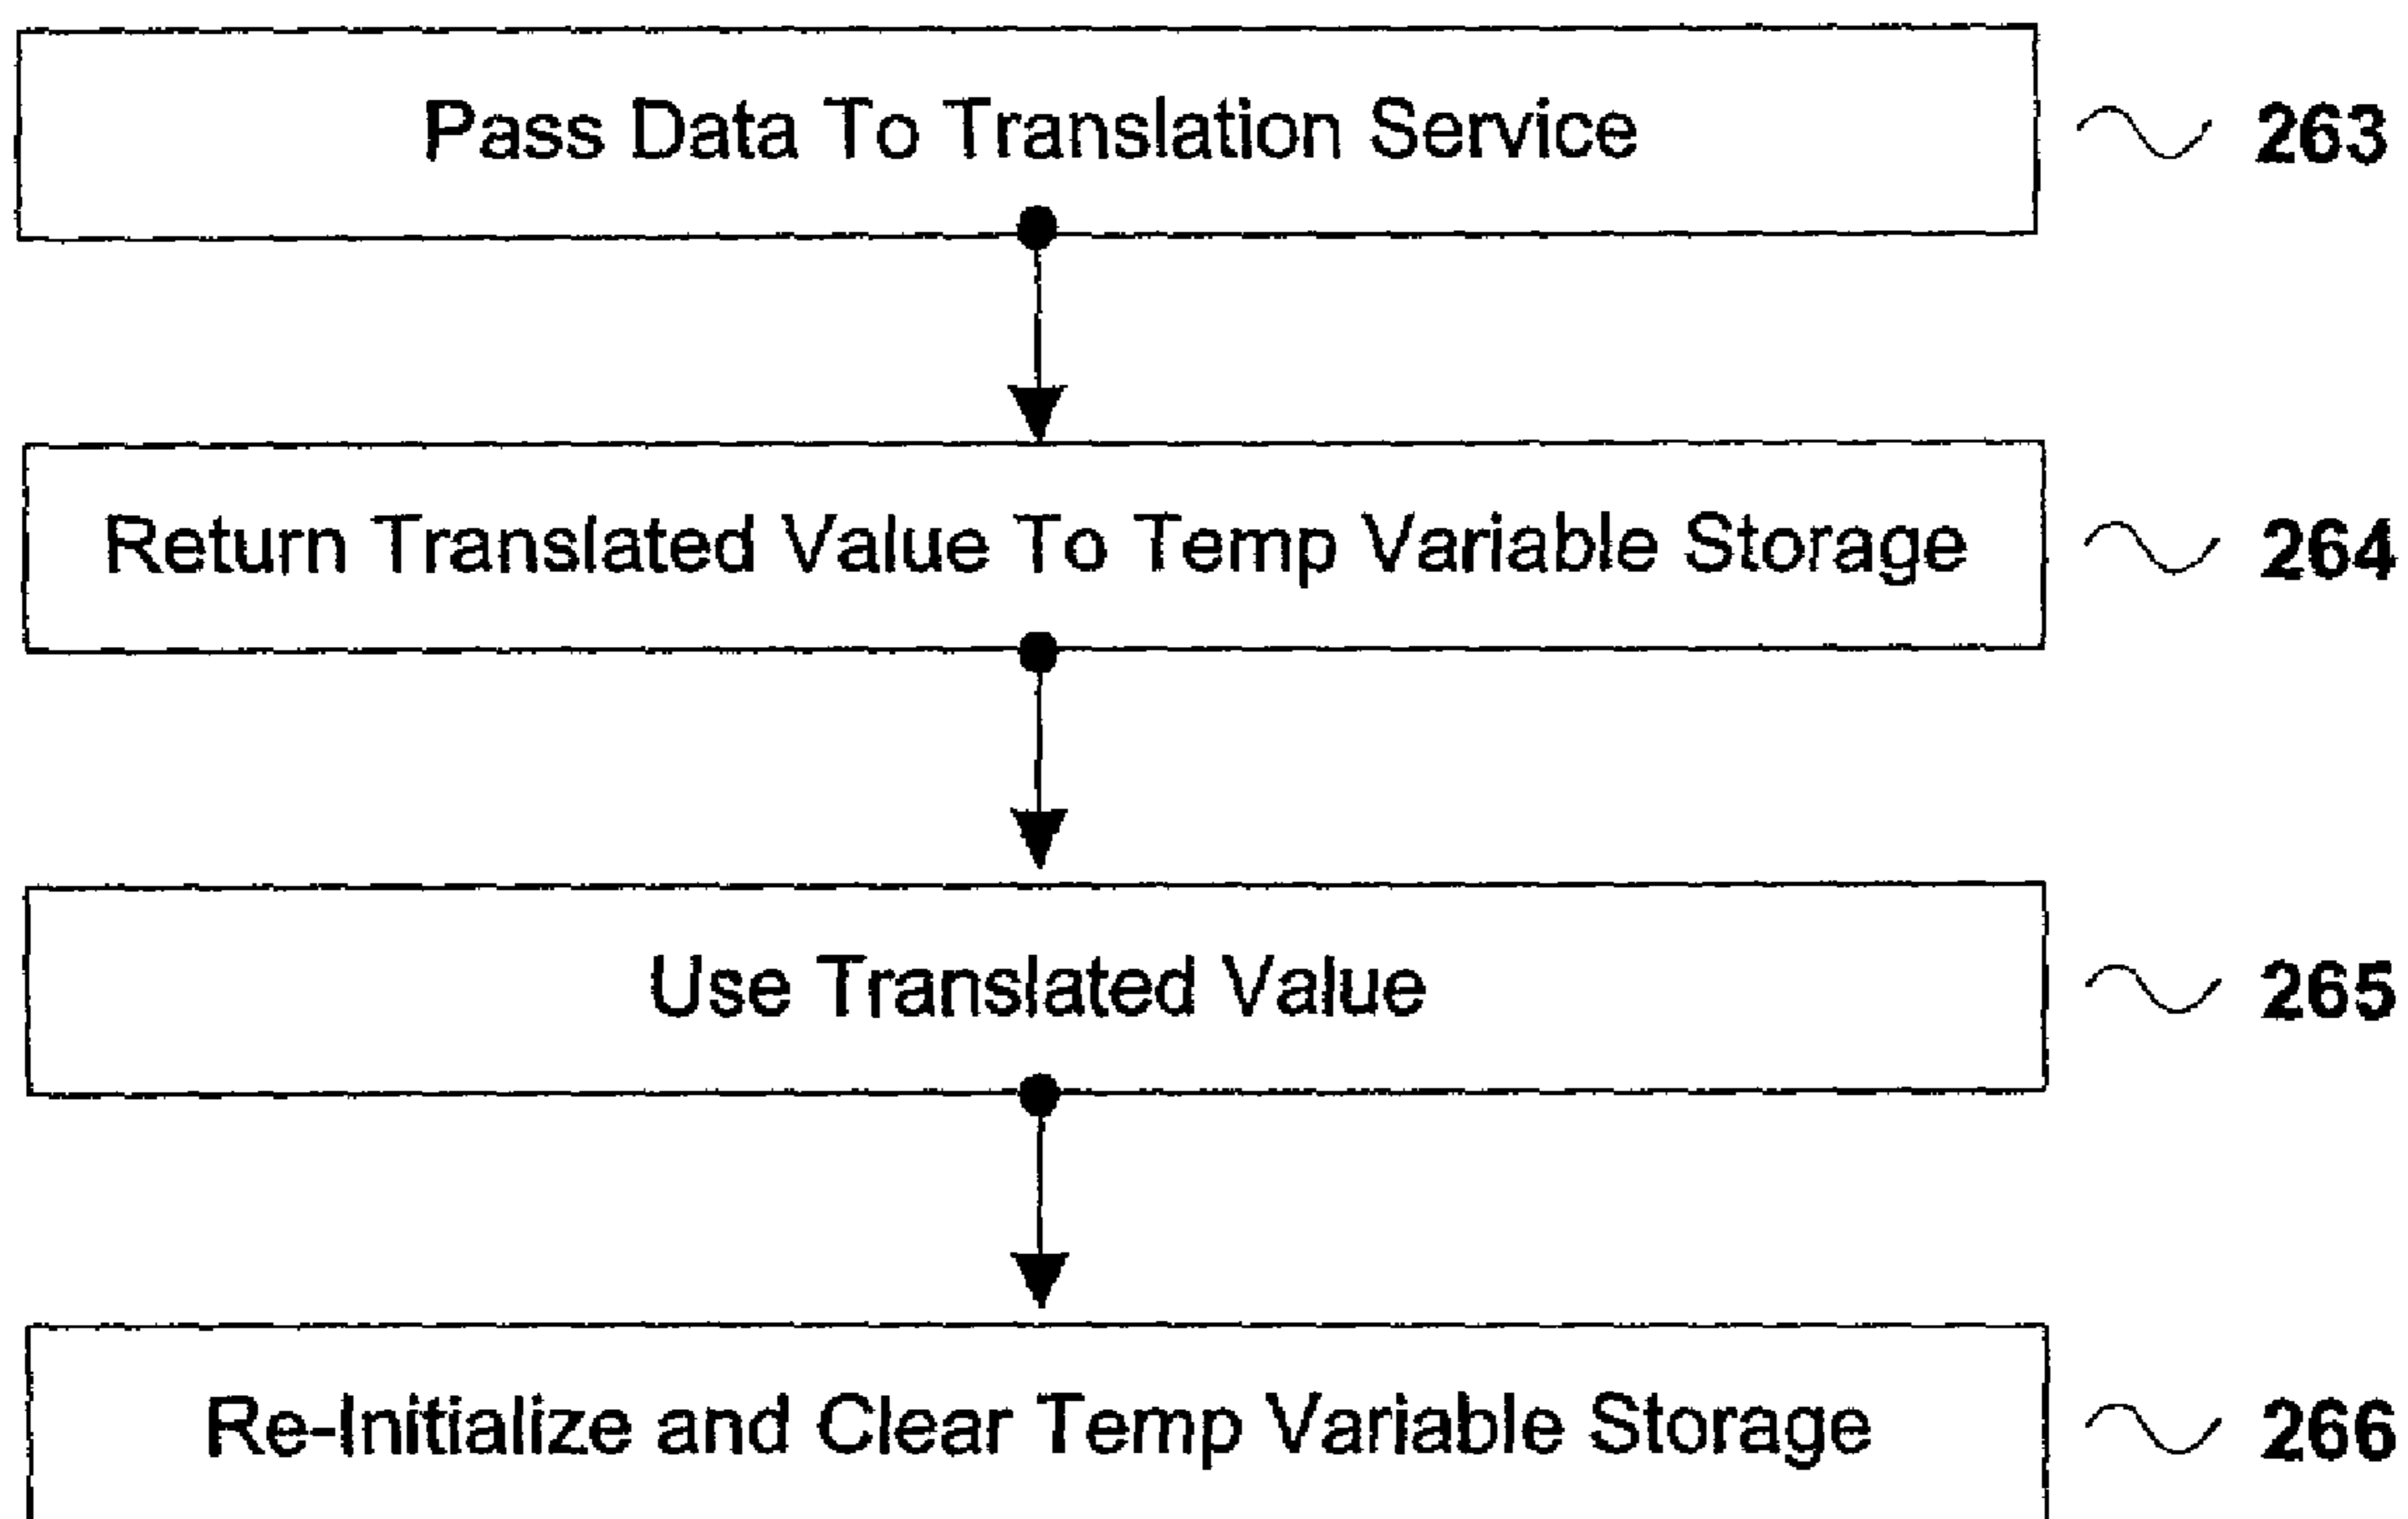 Pass Data To Translation Service 263
Return Translated Value To Temp Variable Storage 264
Use Translated Value 265
Re-Initialize and Clear Temp Variable Storage 266